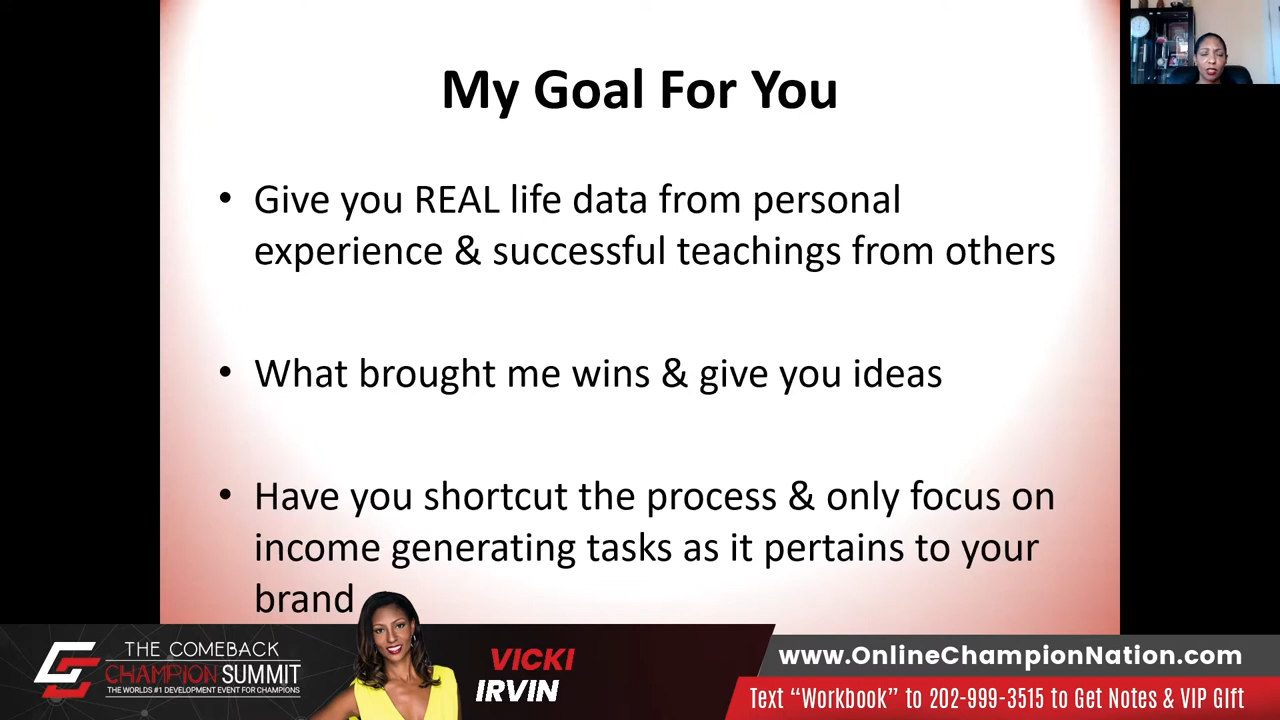 My Goal For You
• Give you REAL life data from personal
experience & successful teachings from others
• What brought me wins & give you ideas
• Have you shortcut the process & only focus on
income generating tasks as it pertains to your
brand
THE COMEBACK
CHAMPION SUMMIT
THE WORLDS #1 DEVELOPMENT EVENT FOR CHAMPIONS
VICKI
IRVIN
www.OnlineChampionNation.com
Text “Workbook” to 202-999-3515 to Get Notes & VIP GIft